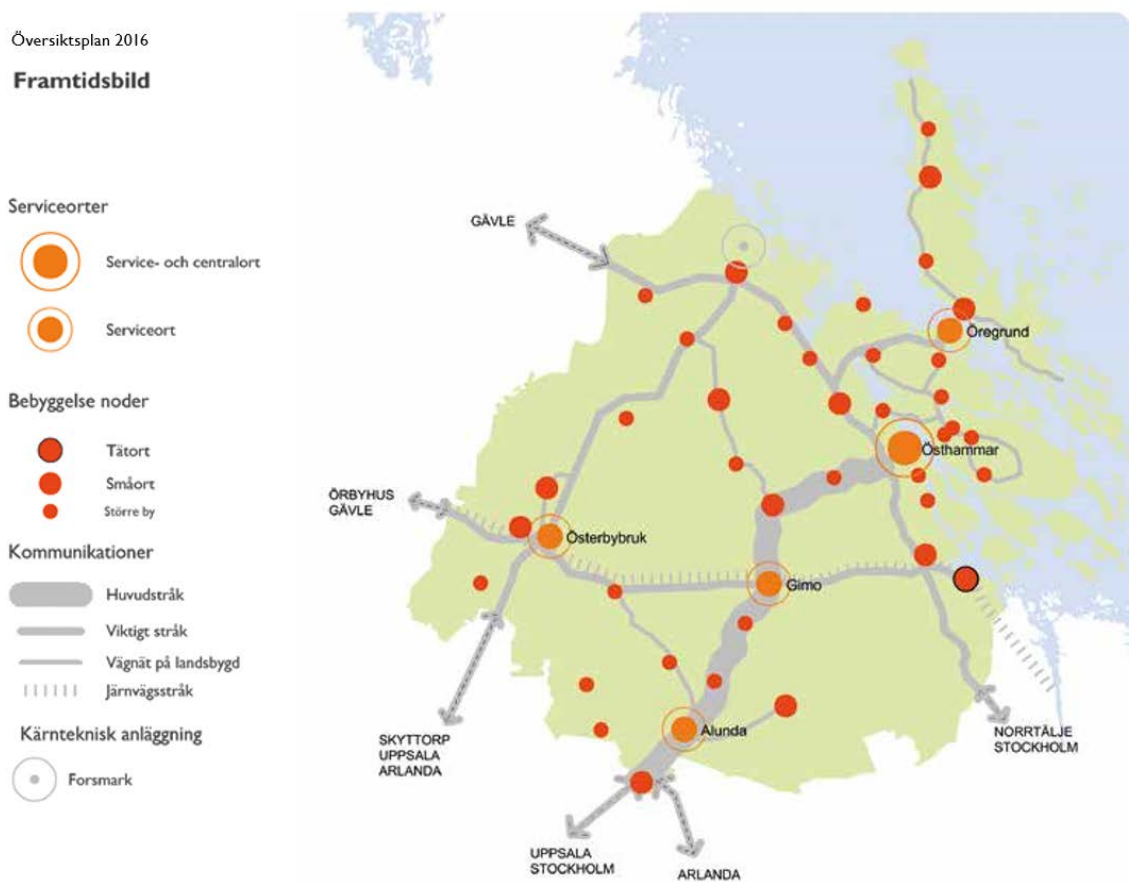 Översiktsplan 2016
Framtidsbild
Serviceorter
Service- och centralort
Serviceort
Bebyggelse noder
Tätort
Småort
Större by
Kommunikationer
Huvudstråk
Viktigt stråk
Vägnät på landsbygd
Järnvägsstråk
Kärnteknisk anläggning
Forsmark
GÄVLE
Öregrund
Östhammar
ÖRBYHUS
GÄVLE
Österbybruk
Gimo
Alunda
SKYTTORP
UPPSALA
ARLANDA
NORRTÄLJE
STOCKHOLM
UPPSALA
STOCKHOLM
ARLANDA